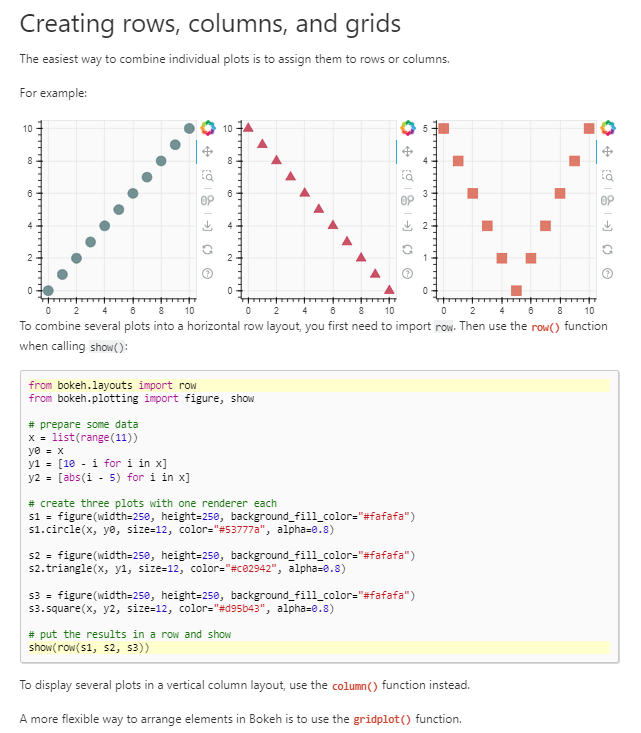 Creating rows, columns, and grids
The easiest way to combine individual plots is to assign them to rows or columns.
For example:
10
8
6
4
2
0
0 2 4 6 8 10
10
8
6
4
2
0
0 2 4 6 8 10
5
4
3
2
1
0
0 2 4 6 8 10
To combine several plots into a horizontal row layout, you first need to import row. Then use the row() function
when calling show():
from bokeh.layouts import row
from bokeh.plotting import figure, show
# prepare some data
x = list(range(11))
y0 = x
y1 = [10 - i for i in x]
y2 = [abs(i - 5) for i in x]
# create three plots with one renderer each
s1 = figure(width=250, height=250, background_fill_color="#fafafa")
s1.circle(x, y0, size=12, color="#53777a", alpha=0.8)
s2 = figure(width=250, height=250, background_fill_color="#fafafa")
s2.triangle(x, y1, size=12, color="#c02942", alpha=0.8)
s3 = figure(width=250, height=250, background_fill_color="#fafafa")
s3.square(x, y2, size=12, color="#d95b43", alpha=0.8)
# put the results in a row and show
show(row(s1, s2, s3))
To display several plots in a vertical column layout, use the column() function instead.
A more flexible way to arrange elements in Bokeh is to use the gridplot() function.